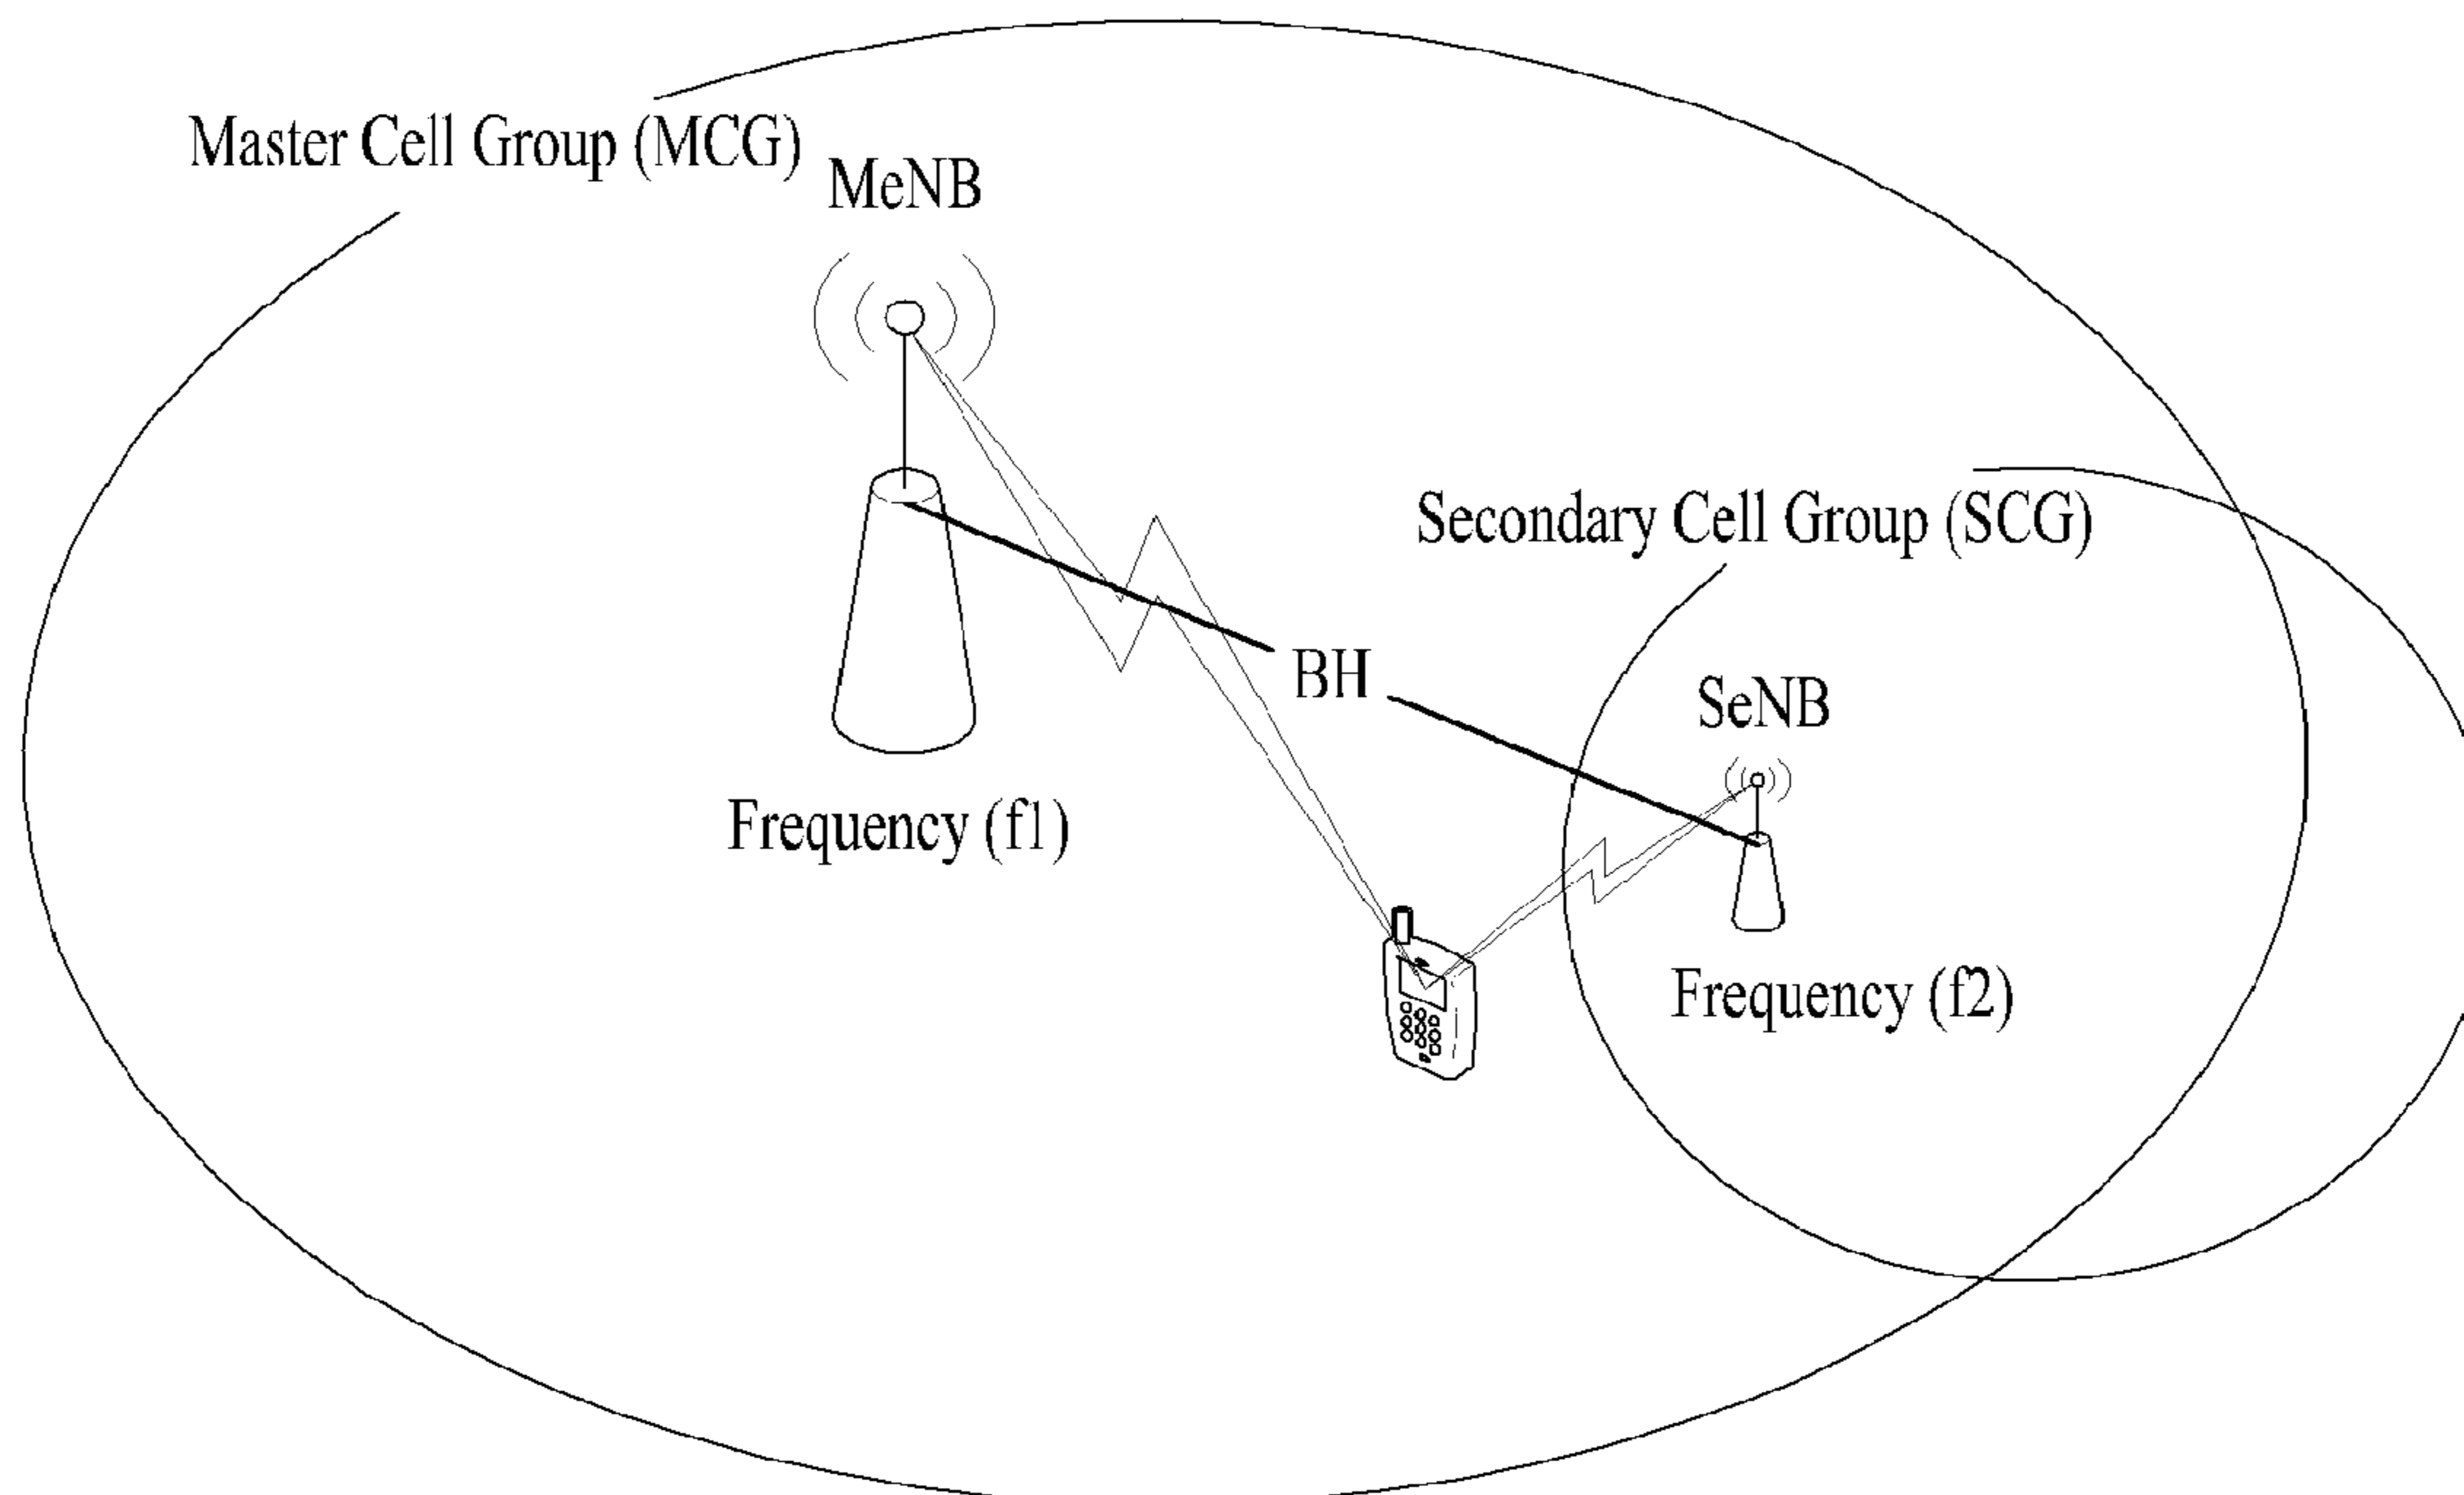 Master Cell Group (MCG)
MeNB
Secondary Cell Group (SCG)
BH
SeNB
Frequency (f1)
Frequency (f2)